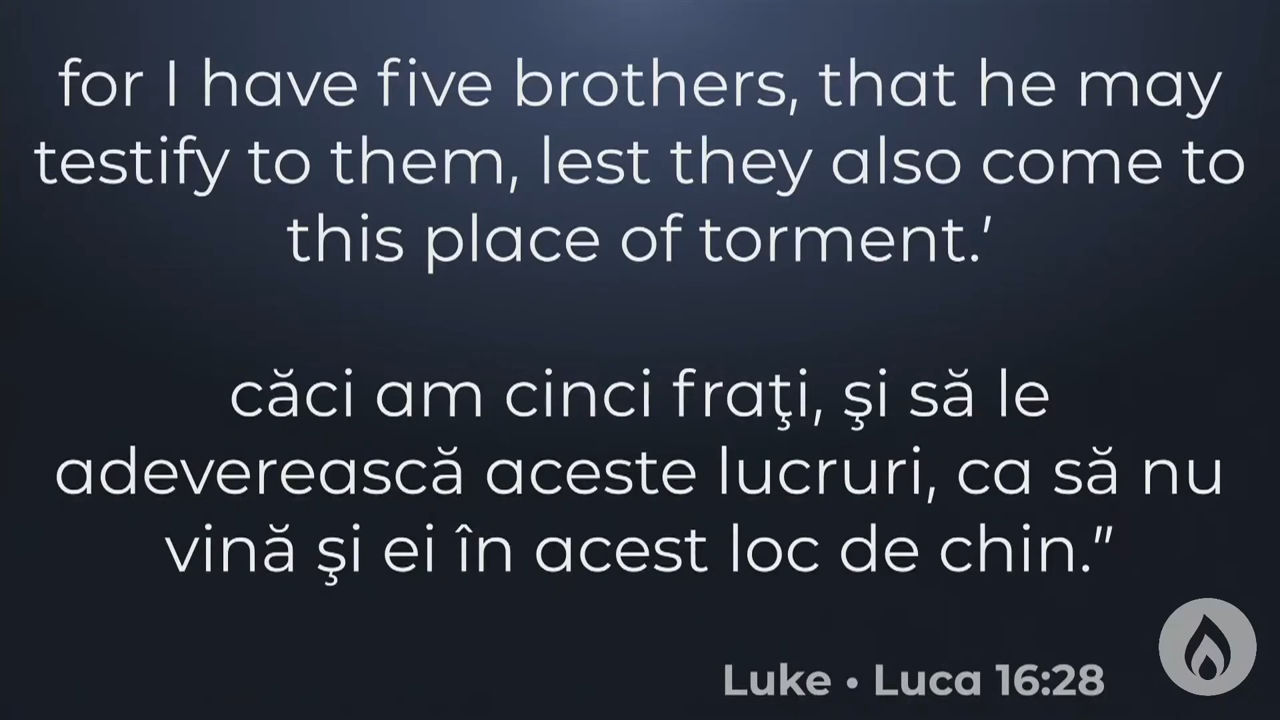 for I have five brothers, that he may
testify to them, lest they also come to
this place of torment.'
căci am cinci fraţi, şi să le
adeverească aceste lucruri, ca să nu
vină şi ei în acest loc de chin.”
Luke • Luca 16:28